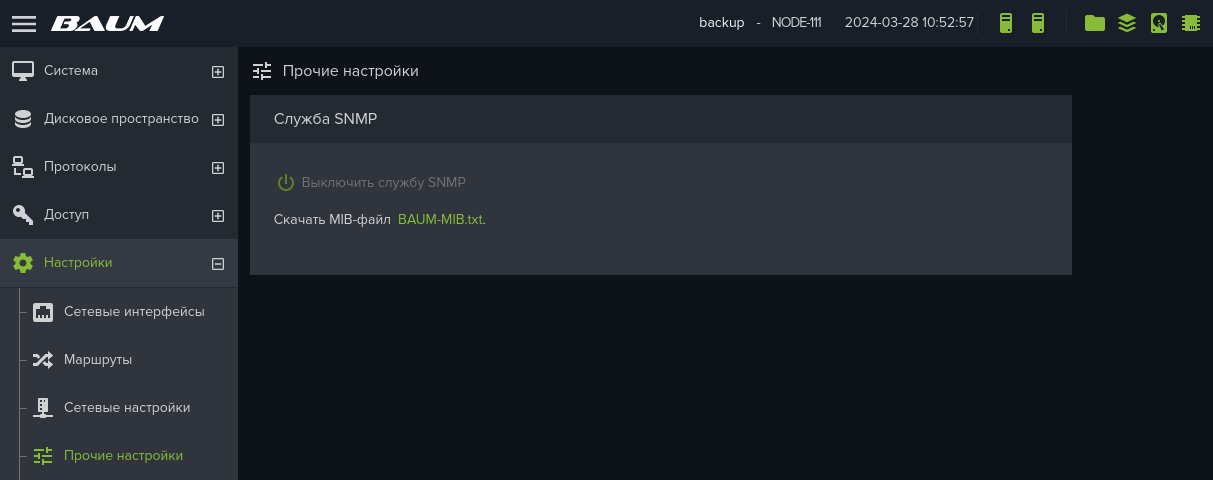 BAUM
backup - NODE-111 2024-03-28 10:52:57
Система
Дисковое пространство
Протоколы
Доступ
Настройки
Сетевые интерфейсы
Маршруты
Сетевые настройки
Прочие настройки
Прочие настройки
Служба SNMP
Выключить службу SNMP
Скачать MIB-файл BAUM-MIB.txt.